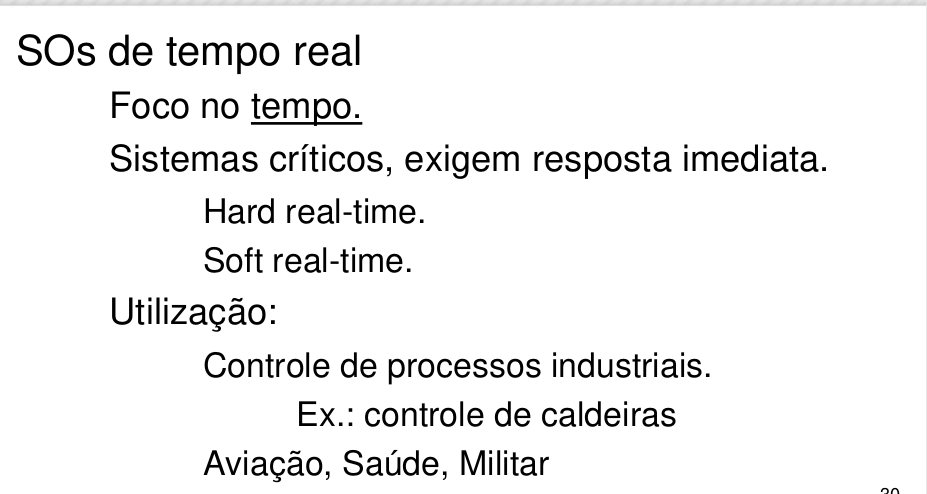 SOs de tempo real
Foco no tempo.
Sistemas críticos, exigem resposta imediata.
Hard real-time.
Soft real-time.
Utilização:
Controle de processos industriais.
Ex.: controle de caldeiras
Aviação, Saúde, Militar